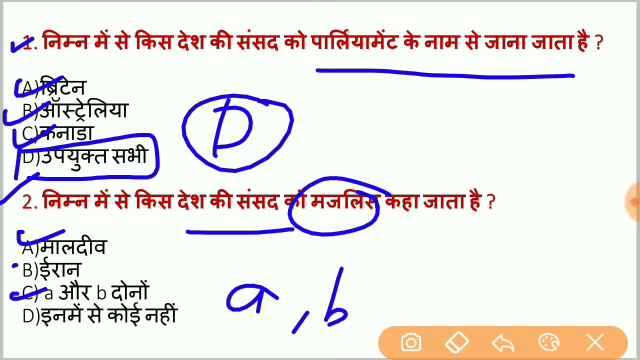 1. निम्न में से किस देश की संसद को पार्लियामेंट के नाम से जाना जाता है ?
A)ब्रिटेन
B)ऑस्ट्रेलिया
C)कनाडा
D)उपयुक्त सभी
D
2. निम्न में से किस देश की संसद को मजलिस कहा जाता है ?
A)मालदीव
B)ईरान
C) a और b दोनों
D)इनमें से कोई नहीं
a, b